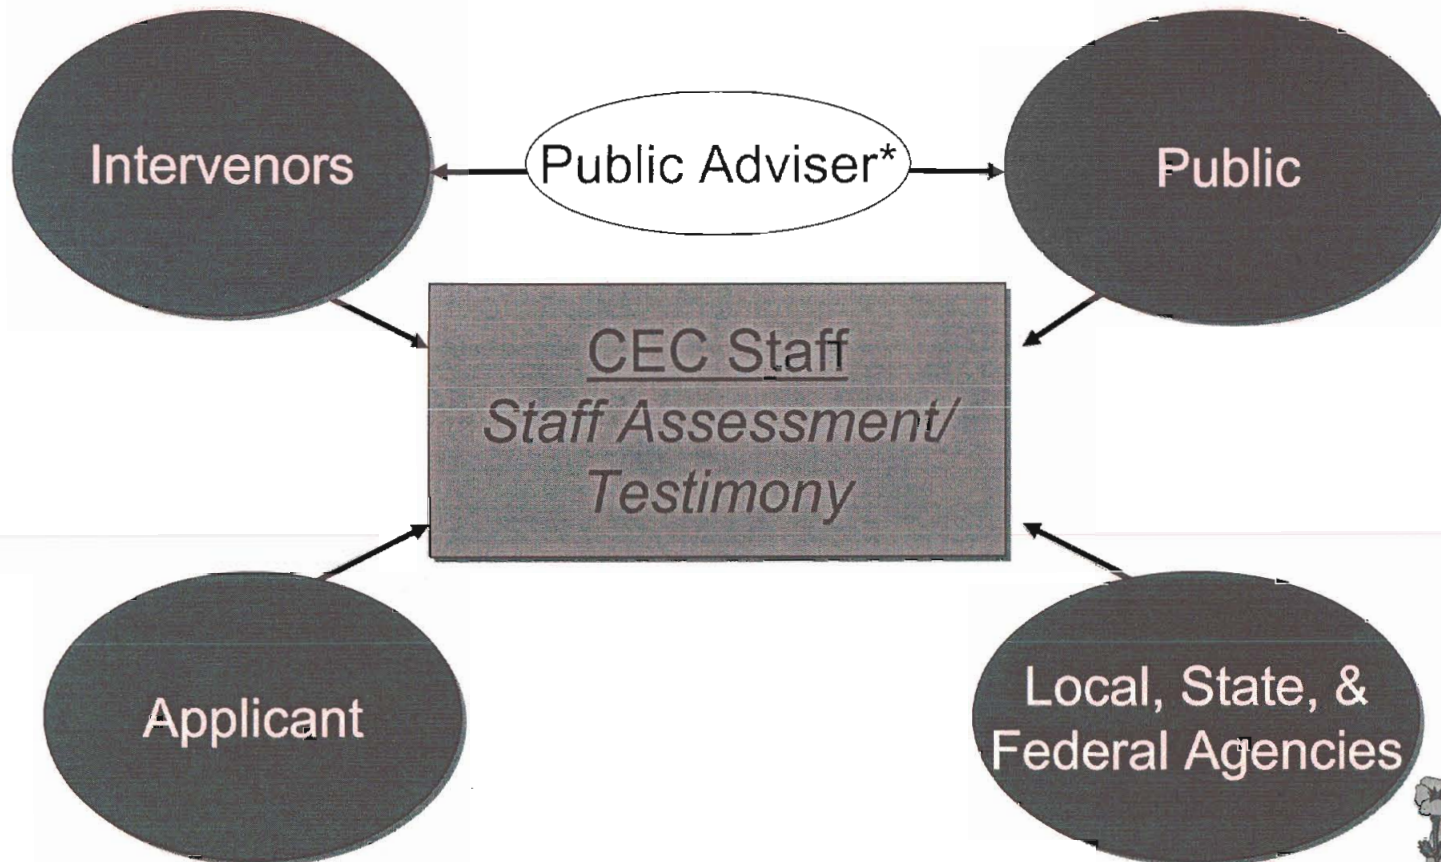 Intervenors
Public Adviser*
Public
CEC Staff
Staff Assessment/
Testimony
Applicant
Local, State, &
Federal Agencies